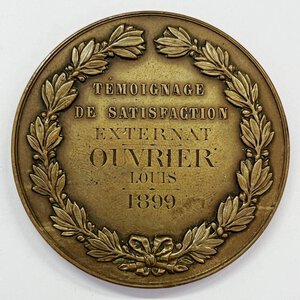 TÉMOIGNAGE
DE SATISFACTION
EXTERNAT
OUVRIER
LOUIS
1899